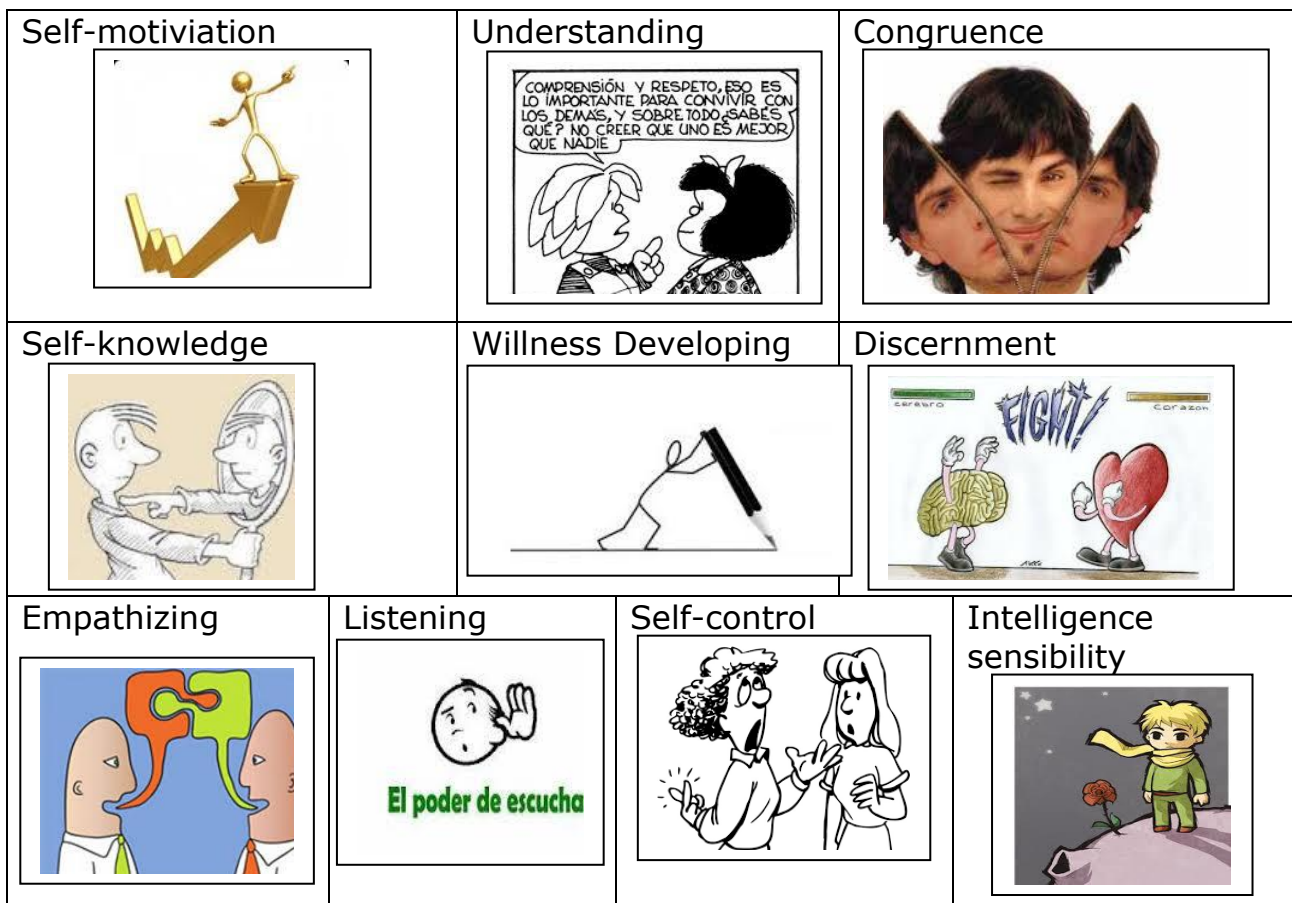 Self-motiviation
Understanding
Congruence
COMPRENSIÓN Y RESPETO, ESO ES
LO IMPORTANTE PARA CONVIVIR CON
LOS DEMÁS, Y SOBRE TODO ¿SABÉS
QUÉ? NO CREER QUE UNO ES MEJOR
QUE NADIE
Self-knowledge
Willness Developing
Discernment
cerebro
FIGHT!
corazon
Empathizing
Listening
Self-control
Intelligence
sensibility
El poder de escucha